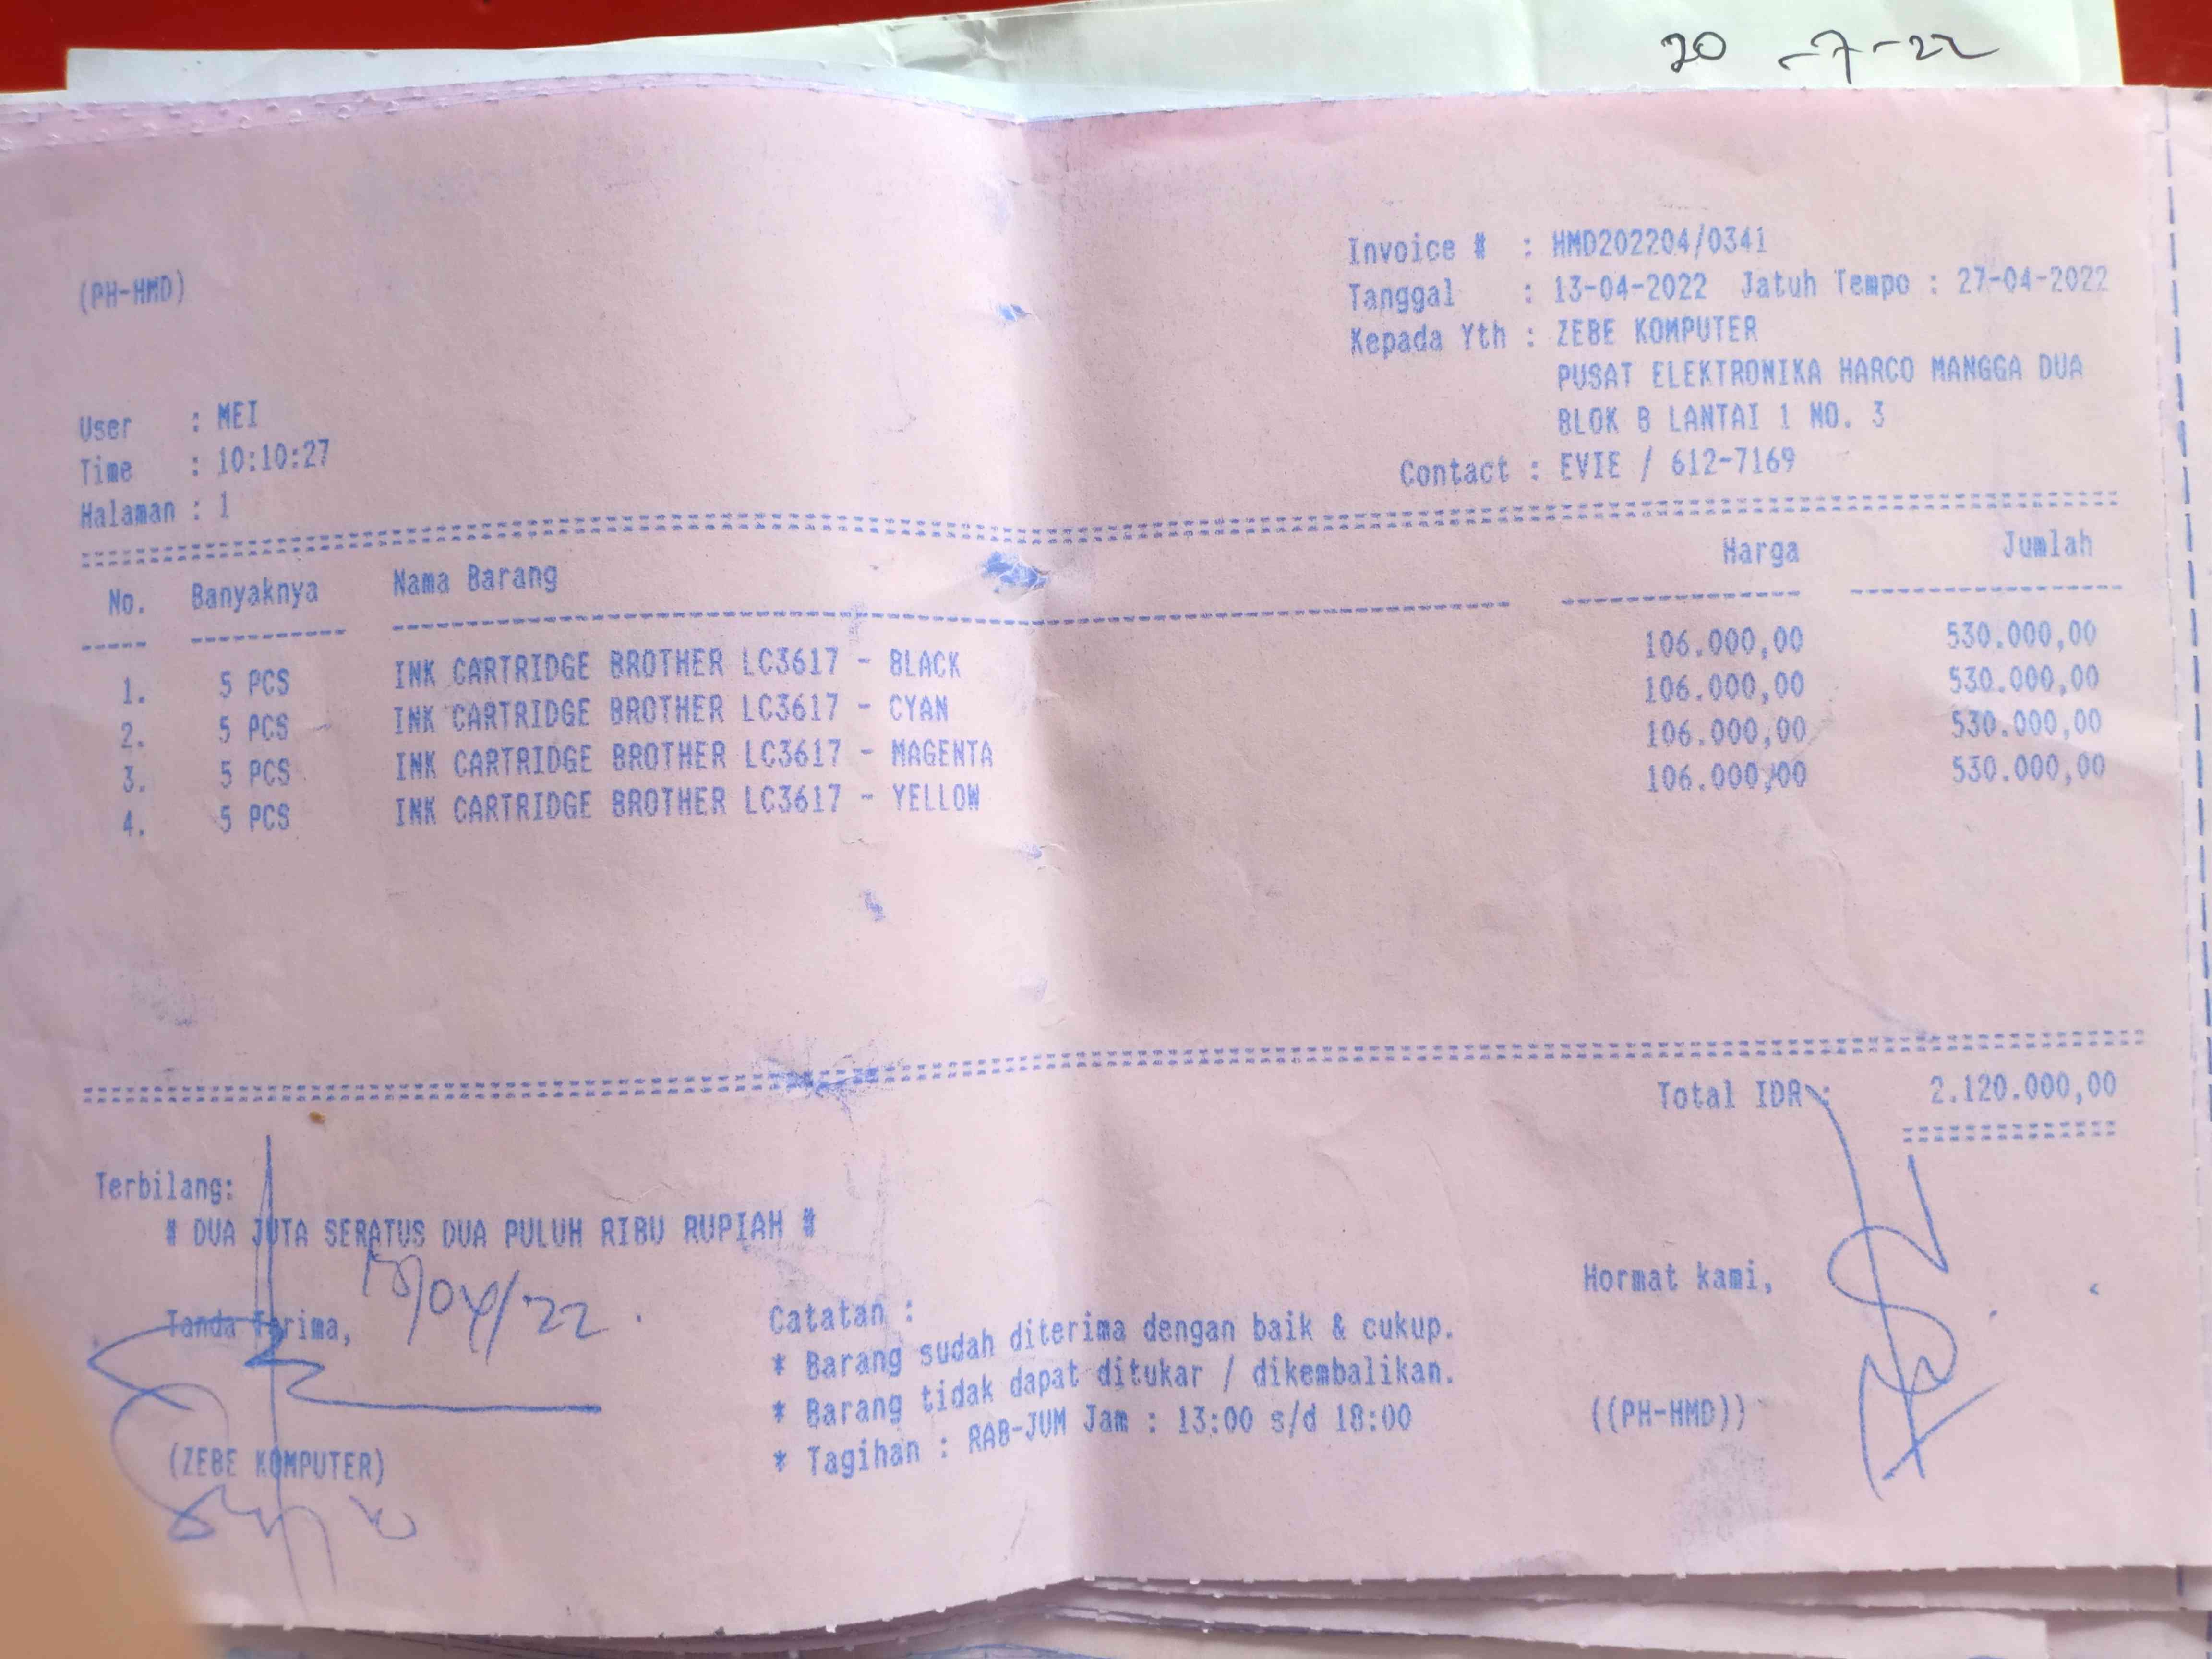 20 -7-22
(PH-HMD)
Invoice # : HMD202204/0341
Tanggal : 13-04-2022 Jatuh Tempo : 27-04-2022
Kepada Yth : ZEBE KOMPUTER
PUSAT ELEKTRONIKA HARCO MANGGA DUA
BLOK B LANTAI 1 NO. 3
Contact : EVIE / 612-7169
User : MEI
Time : 10:10:27
Halaman : 1
No. Banyaknya Nama Barang Harga Jumlah
1. 5 PCS INK CARTRIDGE BROTHER LC3617 - BLACK 106.000,00 530.000,00
2. 5 PCS INK CARTRIDGE BROTHER LC3617 - CYAN 106.000,00 530.000,00
3. 5 PCS INK CARTRIDGE BROTHER LC3617 - MAGENTA 106.000,00 530.000,00
4. 5 PCS INK CARTRIDGE BROTHER LC3617 - YELLOW 106.000,00 530.000,00
Total IDR : 2.120.000,00
Terbilang:
# DUA JUTA SERATUS DUA PULUH RIBU RUPIAH #
Tanda Terima,
Catatan :
* Barang sudah diterima dengan baik & cukup.
* Barang tidak dapat ditukar / dikembalikan.
* Tagihan : RAB-JUM Jam : 13:00 s/d 18:00
Hormat kami,
(ZEBE KOMPUTER)
((PH-HMD))